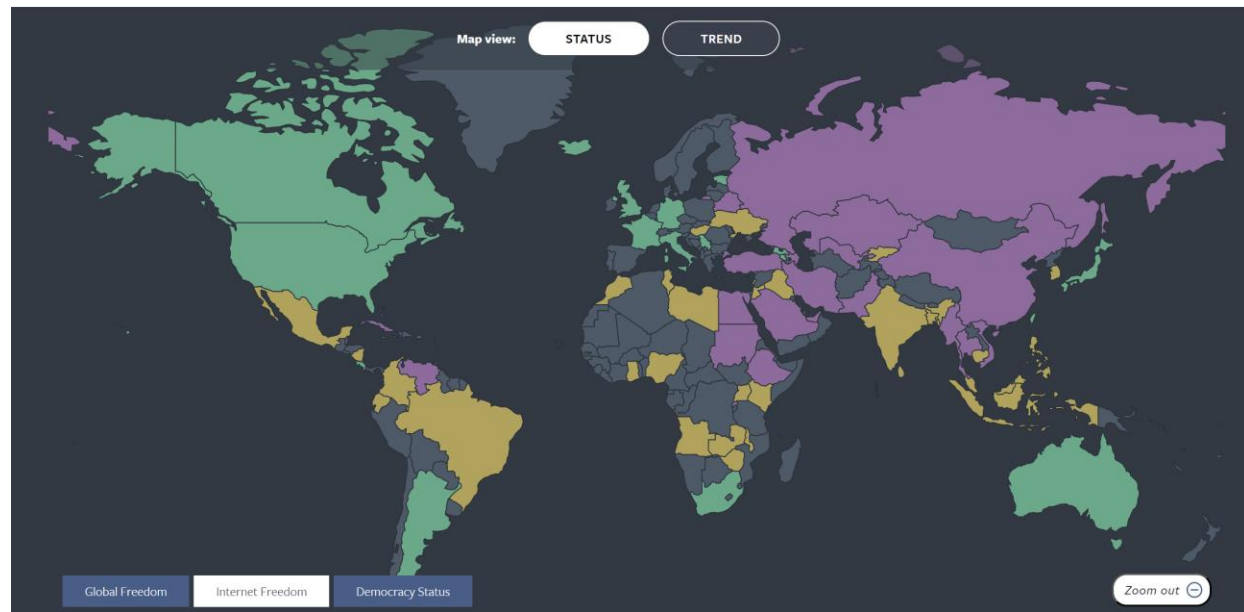 Map view: STATUS TREND
Global Freedom Internet Freedom Democracy Status
Zoom out